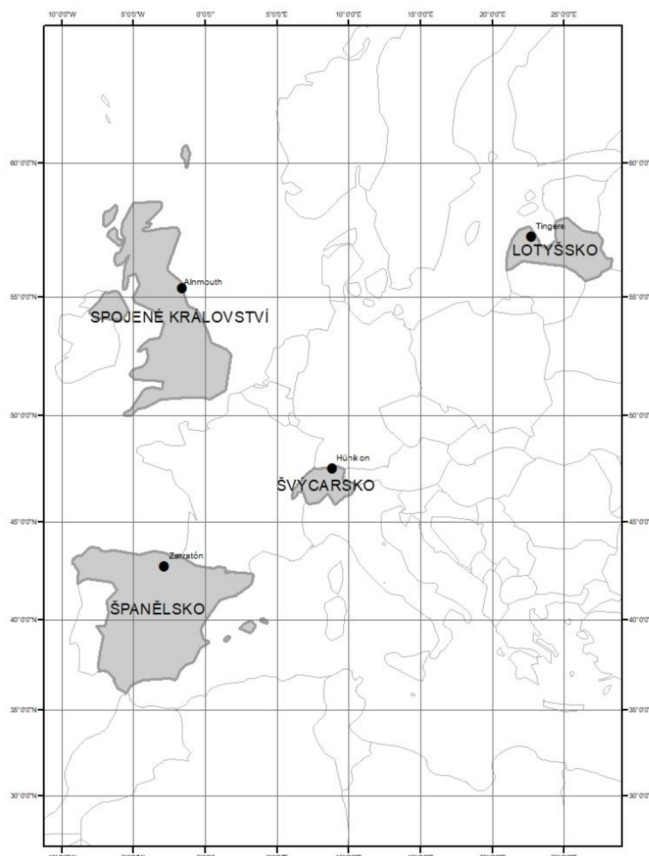 10°0'0"W 5°0'0"W 0°0'0" 5°0'0"E 10°0'0"E 15°0'0"E 20°0'0"E 25°0'0"E
60°0'0"N 60°0'0"N
Tingere
LOTYŠSKO
Alnmouth
55°0'0"N 55°0'0"N
SPOJENÉ KRÁLOVSTVÍ
50°0'0"N 50°0'0"N
Hünikon
ŠVÝCARSKO
45°0'0"N 45°0'0"N
Zarratón
ŠPANĚLSKO
40°0'0"N 40°0'0"N
35°0'0"N 35°0'0"N
30°0'0"N 30°0'0"N